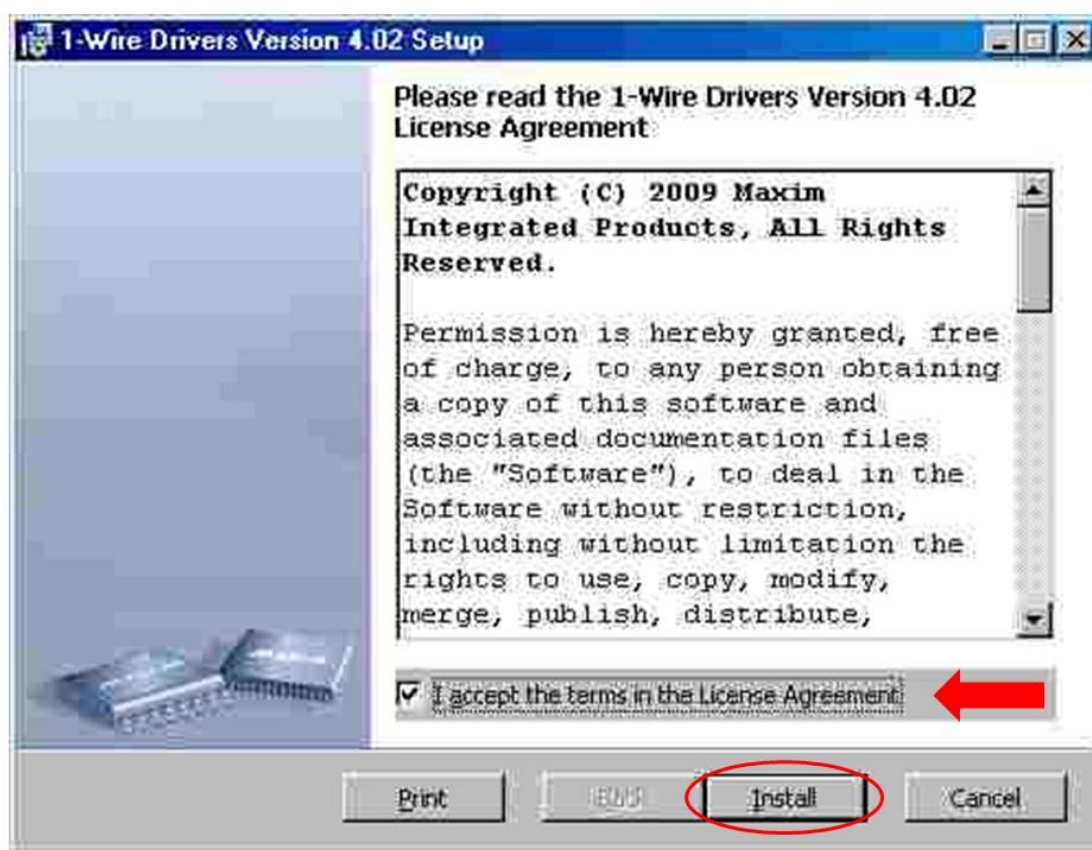 1-Wire Drivers Version 4.02 Setup
Please read the 1-Wire Drivers Version 4.02
License Agreement
Copyright (C) 2009 Maxim
Integrated Products, All Rights
Reserved.
Permission is hereby granted, free
of charge, to any person obtaining
a copy of this software and
associated documentation files
(the "Software"), to deal in the
Software without restriction,
including without limitation the
rights to use, copy, modify,
merge, publish, distribute,
I accept the terms in the License Agreement
Print
Install
Cancel